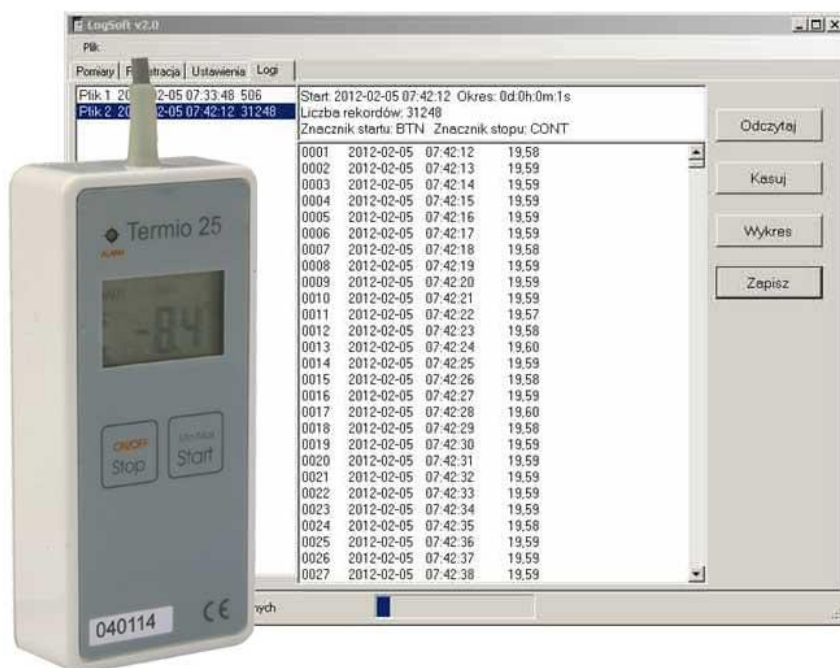 LogSoft v2.0
Plik
Pomiary
Ustawienia
Logi
Plik 1 02-05 07:33:48 506
Plik 2 02-05 07:42:12 31248
Start: 2012-02-05 07:42:12 Okres: 0d:0h:0m:1s
Liczba rekordów: 31248
Znacznik startu: BTN Znacznik stopu: CONT
0001 2012-02-05 07:42:12 19,58
0002 2012-02-05 07:42:13 19,59
0003 2012-02-05 07:42:14 19,59
0004 2012-02-05 07:42:15 19,59
0005 2012-02-05 07:42:16 19,59
0006 2012-02-05 07:42:17 19,59
0007 2012-02-05 07:42:18 19,58
0008 2012-02-05 07:42:19 19,59
0009 2012-02-05 07:42:20 19,59
0010 2012-02-05 07:42:21 19,59
0011 2012-02-05 07:42:22 19,57
0012 2012-02-05 07:42:23 19,58
0013 2012-02-05 07:42:24 19,60
0014 2012-02-05 07:42:25 19,59
0015 2012-02-05 07:42:26 19,58
0016 2012-02-05 07:42:27 19,59
0017 2012-02-05 07:42:28 19,60
0018 2012-02-05 07:42:29 19,58
0019 2012-02-05 07:42:30 19,59
0020 2012-02-05 07:42:31 19,59
0021 2012-02-05 07:42:32 19,59
0022 2012-02-05 07:42:33 19,59
0023 2012-02-05 07:42:34 19,59
0024 2012-02-05 07:42:35 19,58
0025 2012-02-05 07:42:36 19,59
0026 2012-02-05 07:42:37 19,59
0027 2012-02-05 07:42:38 19,59
Odczytaj
Kasuj
Wykres
Zapisz
nych
Termio 25
ALARM
-8.4
ON/OFF
Stop
Min/Max
Start
040114
CE